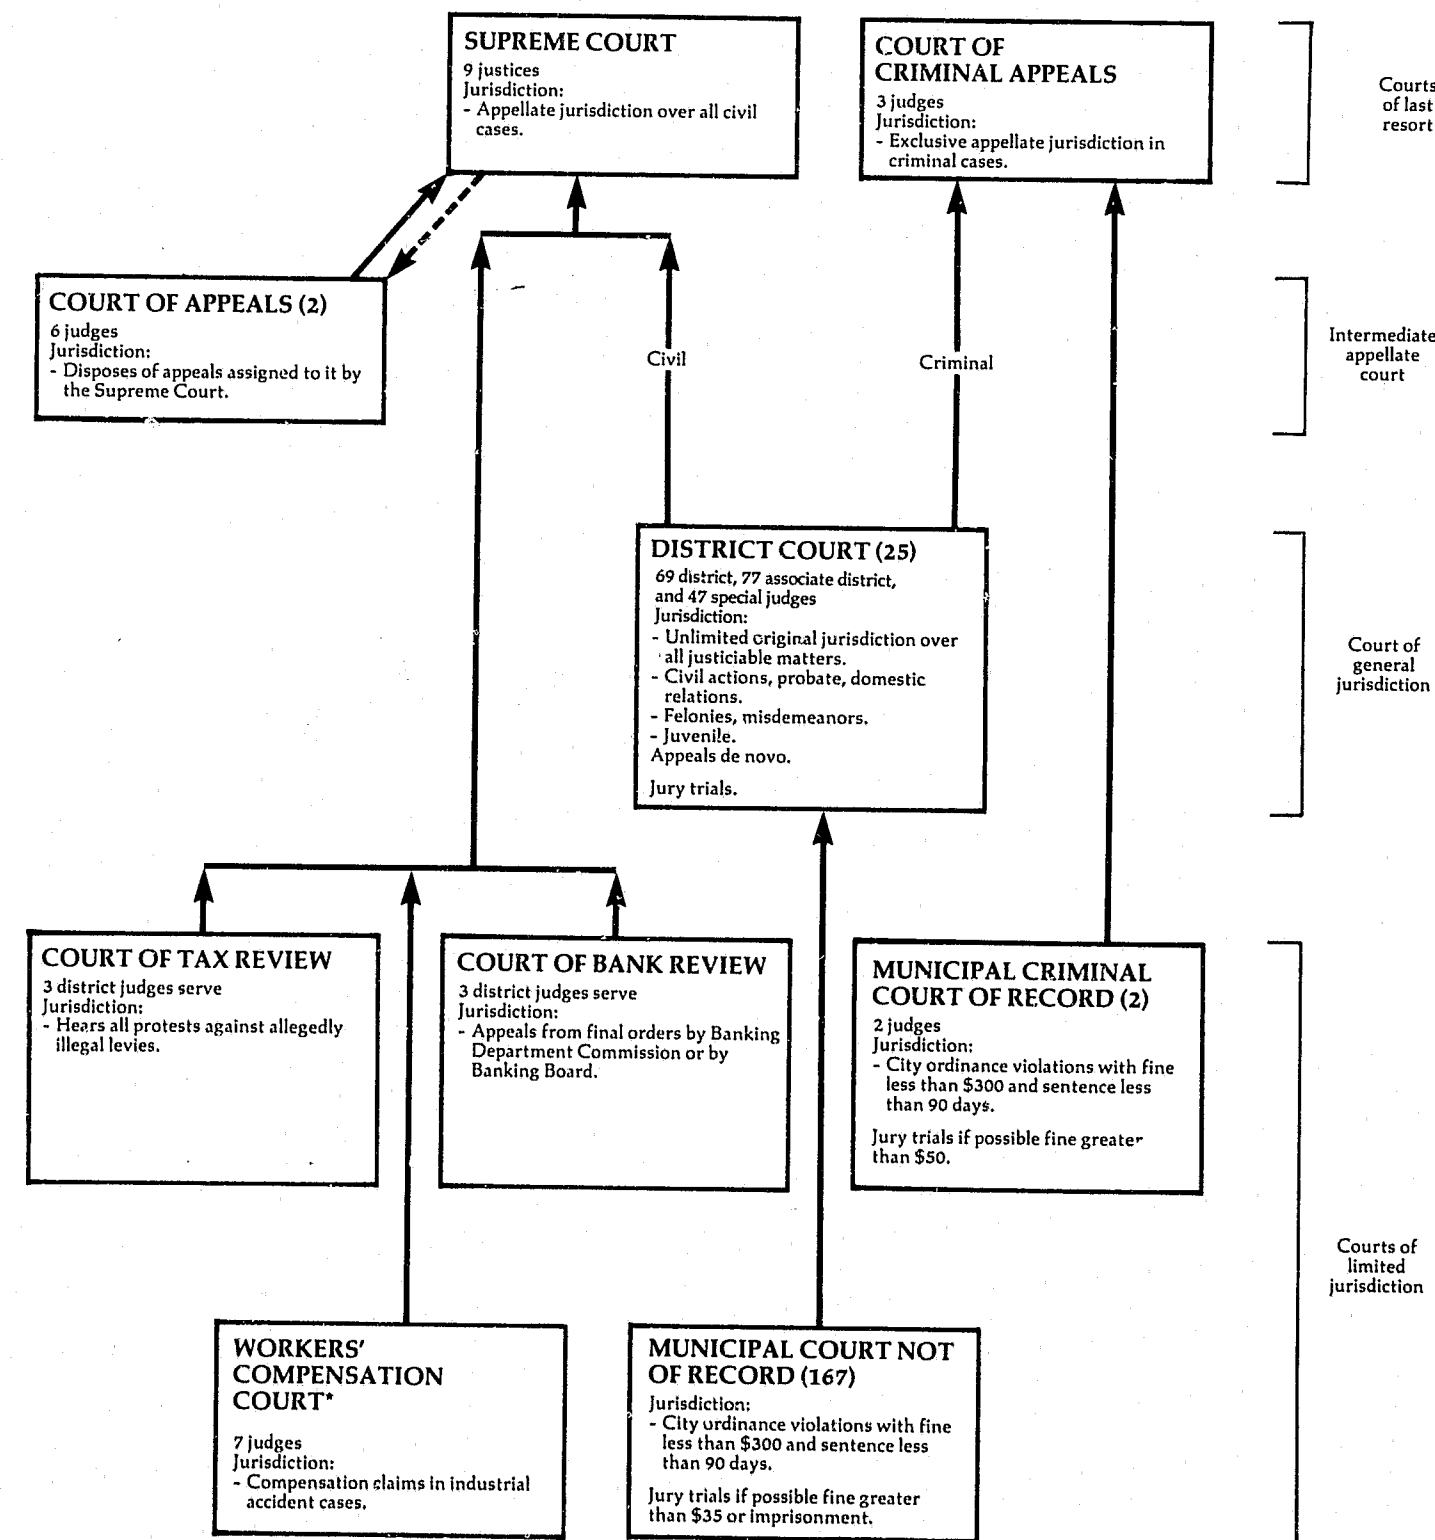 SUPREME COURT
9 justices
Jurisdiction:
- Appellate jurisdiction over all civil
cases.
COURT OF
CRIMINAL APPEALS
3 judges
Jurisdiction:
- Exclusive appellate jurisdiction in
criminal cases.
Courts
of last
resort
COURT OF APPEALS (2)
6 judges
Jurisdiction:
- Disposes of appeals assigned to it by
the Supreme Court.
Civil
Criminal
Intermediate
appellate
court
DISTRICT COURT (25)
69 district, 77 associate district,
and 47 special judges
Jurisdiction:
- Unlimited original jurisdiction over
all justiciable matters.
- Civil actions, probate, domestic
relations.
- Felonies, misdemeanors.
- Juvenile.
Appeals de novo.
Jury trials.
Court of
general
jurisdiction
COURT OF TAX REVIEW
3 district judges serve
Jurisdiction:
- Hears all protests against allegedly
illegal levies.
COURT OF BANK REVIEW
3 district judges serve
Jurisdiction:
- Appeals from final orders by Banking
Department Commission or by
Banking Board.
MUNICIPAL CRIMINAL
COURT OF RECORD (2)
2 judges
Jurisdiction:
- City ordinance violations with fine
less than $300 and sentence less
than 90 days.
Jury trials if possible fine greater
than $50.
Courts of
limited
jurisdiction
WORKERS'
COMPENSATION
COURT*
7 judges
Jurisdiction:
- Compensation claims in industrial
accident cases.
MUNICIPAL COURT NOT
OF RECORD (167)
Jurisdiction:
- City ordinance violations with fine
less than $300 and sentence less
than 90 days.
Jury trials if possible fine greater
than $35 or imprisonment.